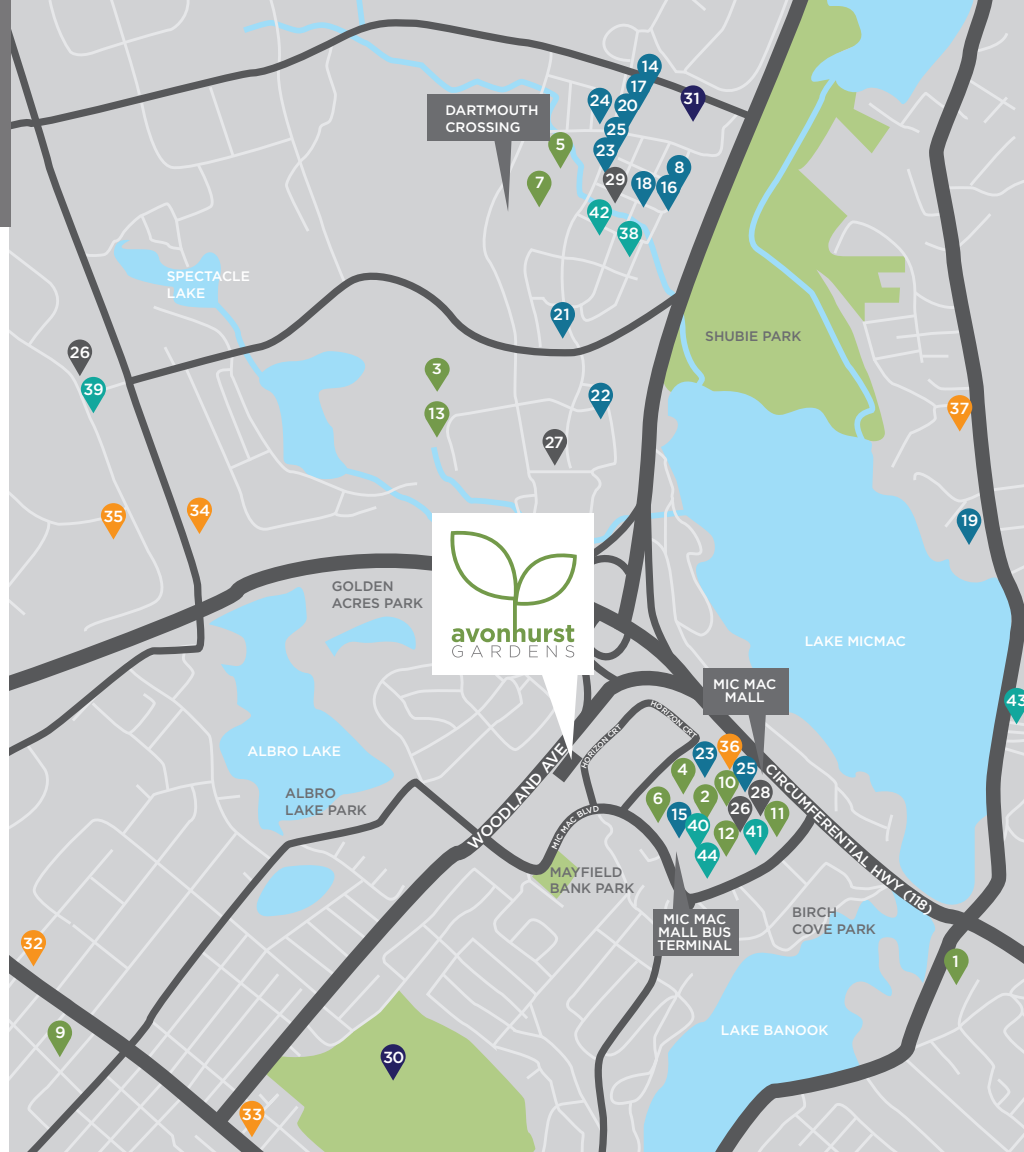 14
17
31
24
20
DARTMOUTH
CROSSING
25
5
23
8
29
18
16
7
42
38
SPECTACLE
LAKE
21
SHUBIE PARK
26
3
39
22
37
13
27
34
35
19
GOLDEN
ACRES PARK
avonhurst
GARDENS
LAKE MICMAC
MIC MAC
MALL
43
HORIZON CRT
HORIZON CRT
ALBRO LAKE
WOODLAND AVE
CIRCUMFERENTIAL HWY (118)
36
23
25
4
10
28
ALBRO
LAKE PARK
6
2
26
11
15
40
12
41
MIC MAC BLVD
44
MAYFIELD
BANK PARK
MIC MAC
MALL BUS
TERMINAL
BIRCH
COVE PARK
32
1
9
LAKE BANOOK
30
33